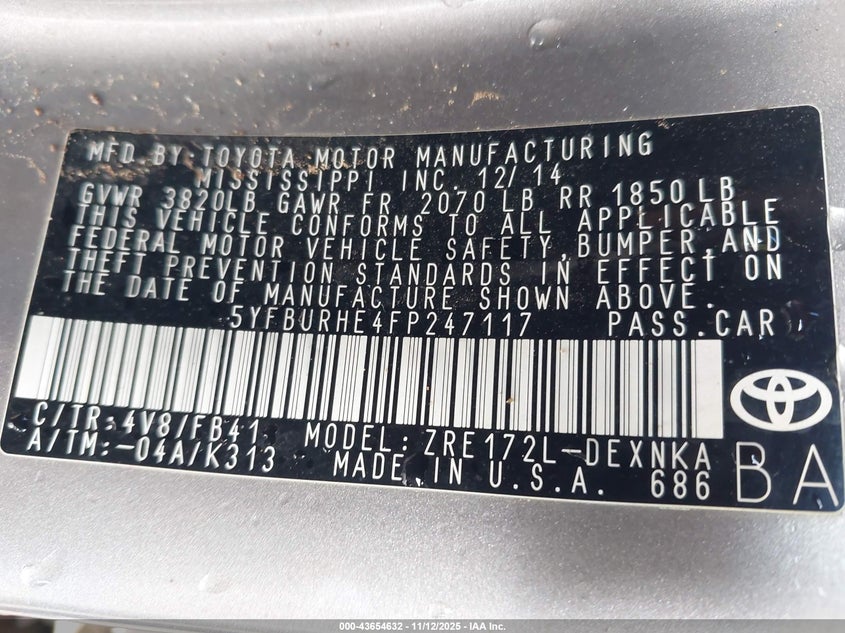 MFD BY TOYOTA MOTOR MANUFACTURING
MISSISSIPPI INC. 12/14
GVWR 3820LB GAWR FR 2070 LB RR 1850 LB
THIS VEHICLE CONFORMS TO ALL APPLICABLE
FEDERAL MOTOR VEHICLE SAFETY, BUMPER, AND
THEFT PREVENTION STANDARDS IN EFFECT ON
THE DATE OF MANUFACTURE SHOWN ABOVE.
5YFBURHE4FP247117 PASS.CAR
C/TR:4V8/FB41 MODEL:ZRE172L-DEXNKA
A/TM:-04A/K313 MADE IN U.S.A. 686
BA
000-43654632 - 11/12/2025 - IAA Inc.